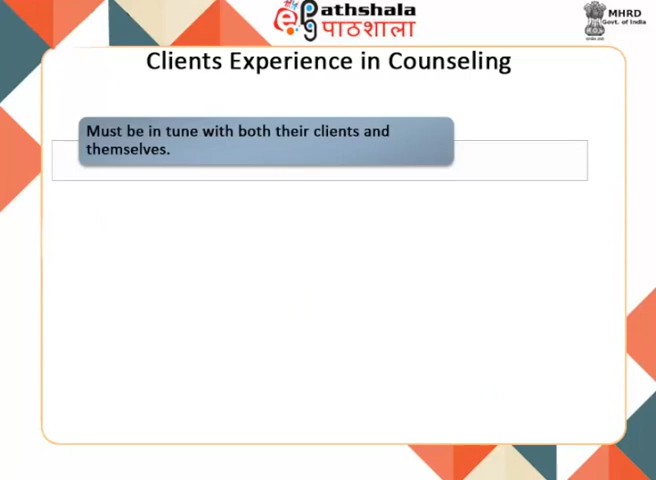 epathshala
पाठशाला
MHRD
Govt. of India
Clients Experience in Counseling
Must be in tune with both their clients and
themselves.